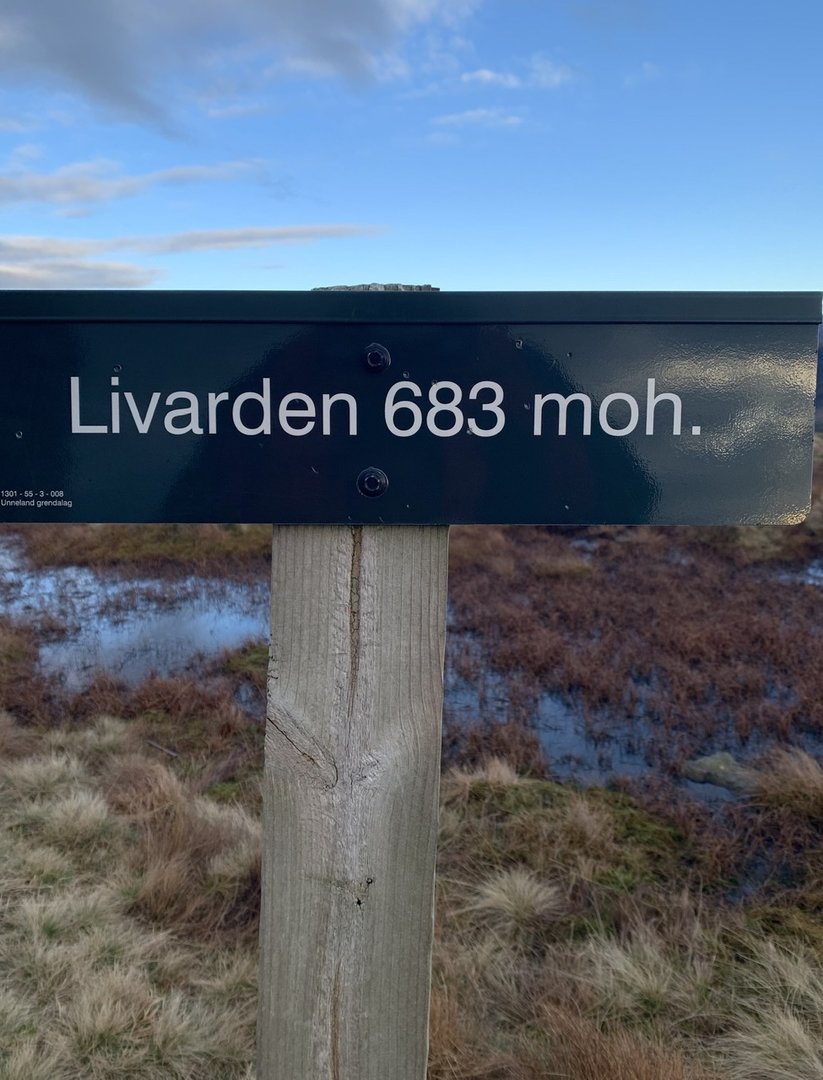 Livarden 683 moh.
1301 - 55 - 3 - 008
Unneland grendalag